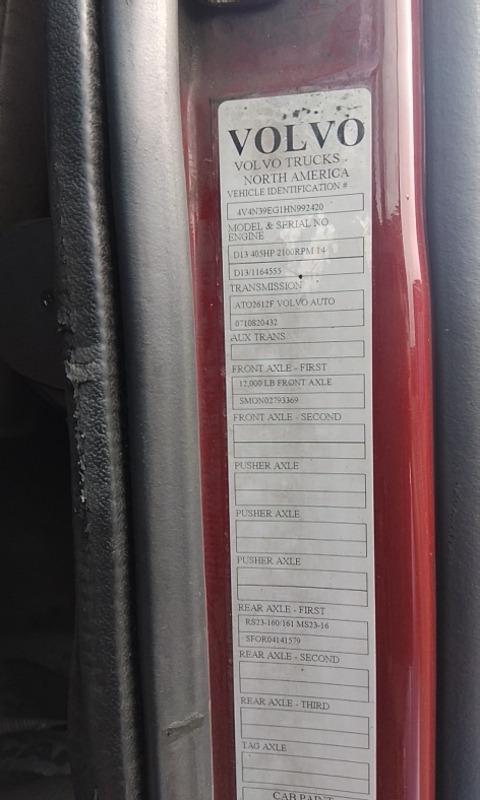 VOLVO
VOLVO TRUCKS
NORTH AMERICA
VEHICLE IDENTIFICATION #
4V4N39EG1HN992420
MODEL & SERIAL NO
ENGINE
D13 405HP 2100RPM 14
D13/1164555
TRANSMISSION
ATO2612F VOLVO AUTO
0710820432
AUX TRANS
FRONT AXLE - FIRST
12,000 LB FRONT AXLE
SMON02793369
FRONT AXLE - SECOND
PUSHER AXLE
PUSHER AXLE
PUSHER AXLE
REAR AXLE - FIRST
RS23-160/161 MS23-16
SFOR04141579
REAR AXLE - SECOND
REAR AXLE - THIRD
TAG AXLE
CAB PAINT